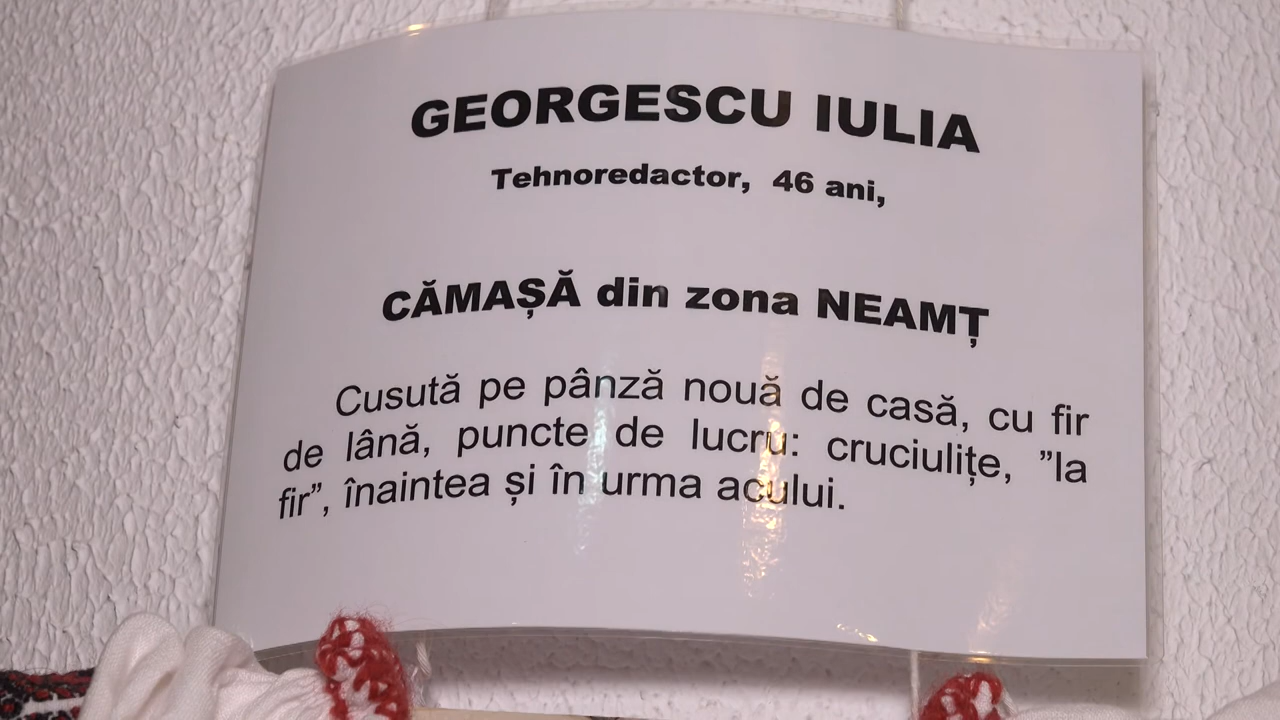 GEORGESCU IULIA
Tehnoredactor, 46 ani,
CĂMAȘĂ din zona NEAMȚ
Cusută pe pânză nouă de casă, cu fir
de lână, puncte de lucru: cruciulițe, ”la
fir”, înaintea și în urma acului.